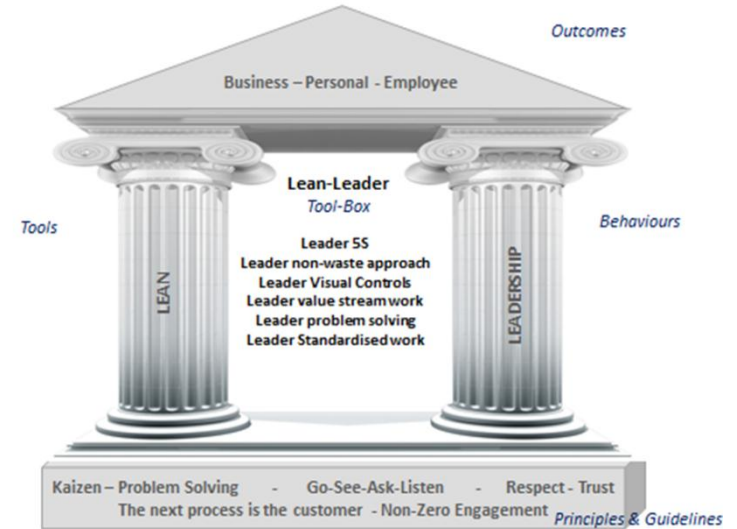 Outcomes
Business – Personal - Employee
Lean-Leader
Tool-Box
Tools
Behaviours
Leader 5S
Leader non-waste approach
Leader Visual Controls
Leader value stream work
Leader problem solving
Leader Standardised work
LEAN
LEADERSHIP
Kaizen – Problem Solving - Go-See-Ask-Listen - Respect - Trust
The next process is the customer - Non-Zero Engagement
Principles & Guidelines